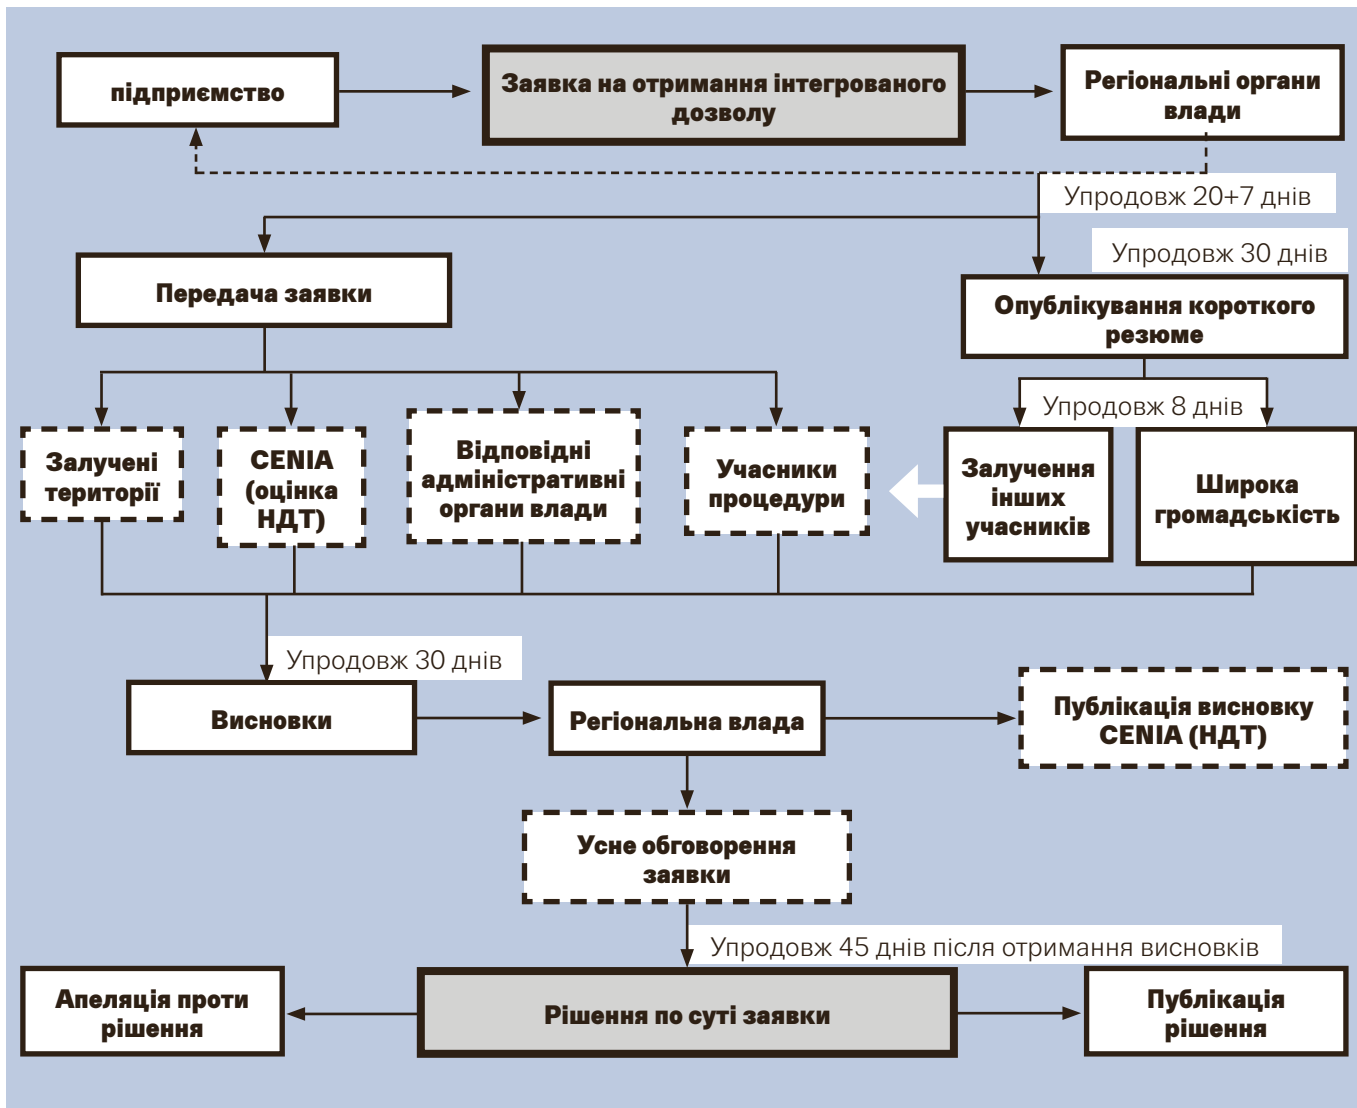 підприємство
Заявка на отримання інтегрованого
дозволу
Регіональні органи
влади
Упродовж 20+7 днів
Упродовж 30 днів
Передача заявки
Опублікування короткого
резюме
Упродовж 8 днів
Залучені
території
CENIA
(оцінка
НДТ)
Відповідні
адміністративні
органи влади
Учасники
процедури
Залучення
інших
учасників
Широка
громадськість
Упродовж 30 днів
Висновки
Регіональна влада
Публікація висновку
CENIA (НДТ)
Усне обговорення
заявки
Упродовж 45 днів після отримання висновків
Апеляція проти
рішення
Рішення по суті заявки
Публікація
рішення